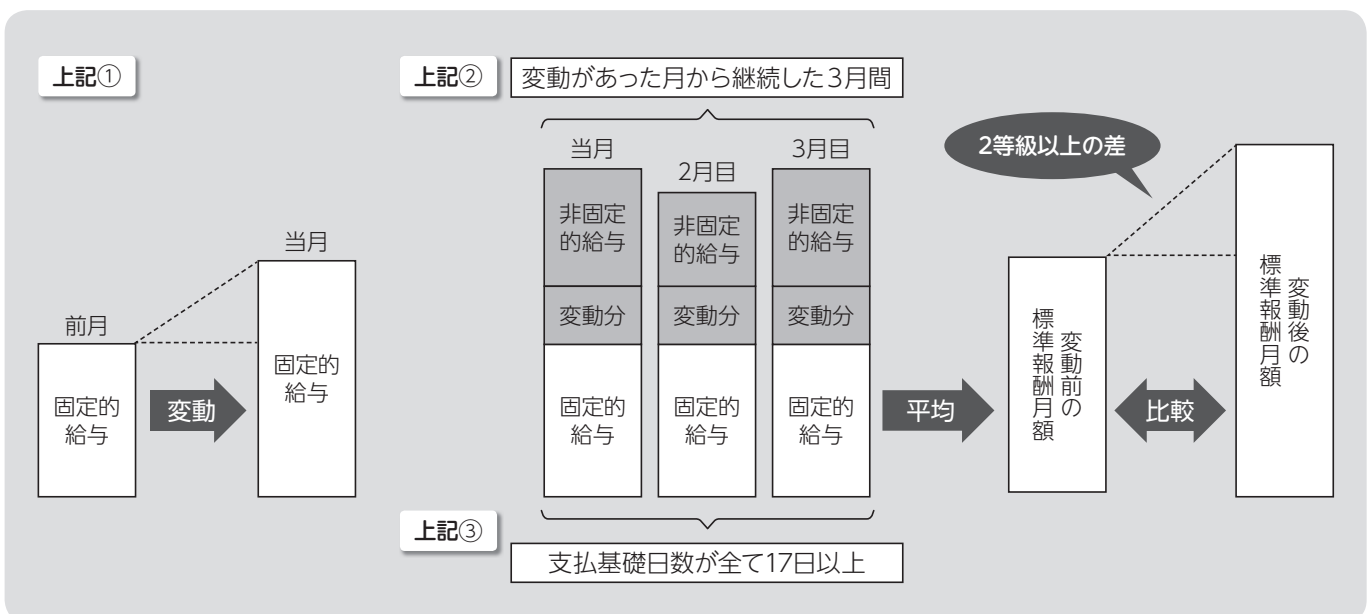 上記①
前月
固定的
給与
変動
当月
固定的
給与
上記②
変動があった月から継続した3月間
当月
非固定
的給与
変動分
固定的
給与
2月目
非固定
的給与
変動分
固定的
給与
3月目
非固定
的給与
変動分
固定的
給与
上記③
支払基礎日数が全て17日以上
平均
2等級以上の差
変動前の
標準報酬月額
比較
変動後の
標準報酬月額